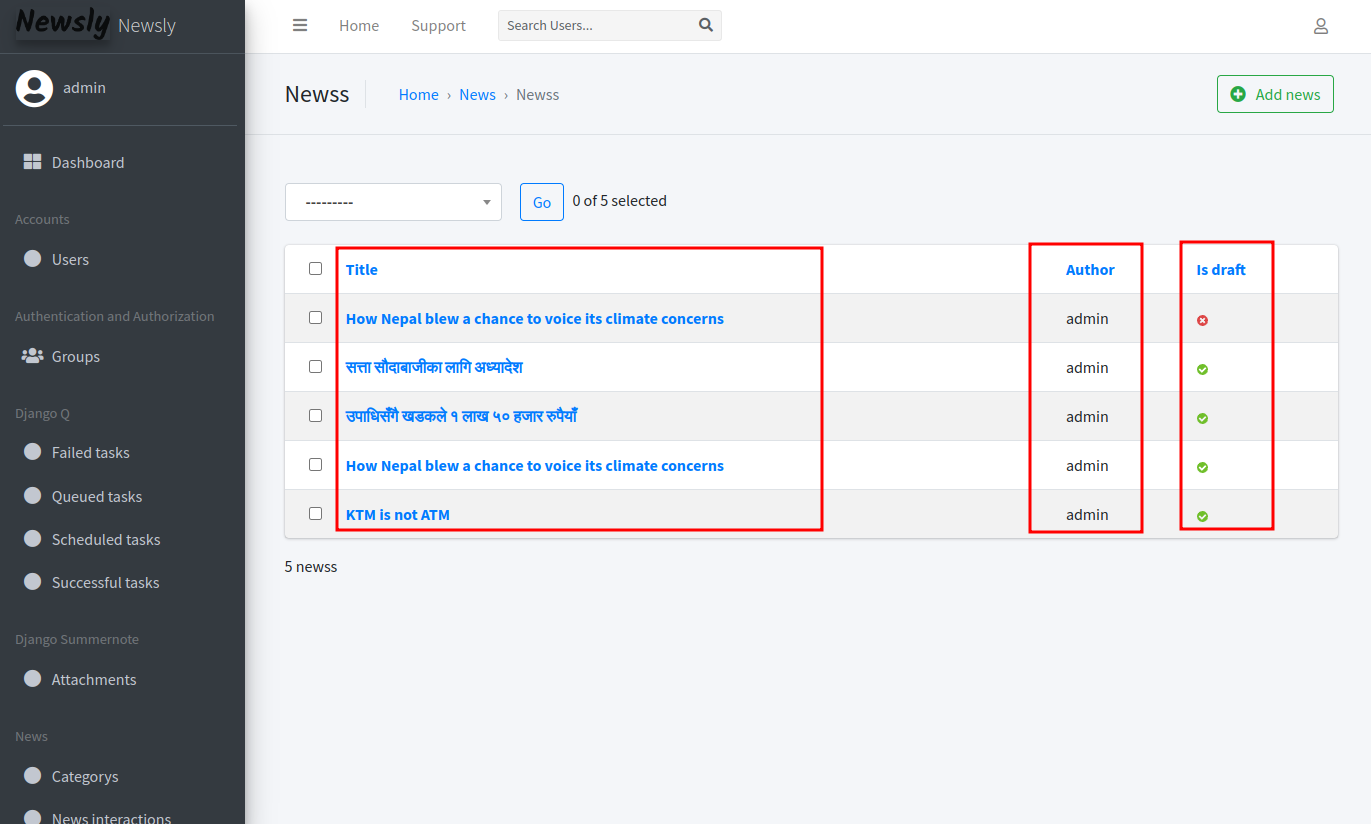 Newsly Newsly
Home Support Search Users...
admin
Newss Home › News › Newss Add news
Dashboard
--------- Go 0 of 5 selected
Accounts
Users
Title Author Is draft
Authentication and Authorization
How Nepal blew a chance to voice its climate concerns admin
Groups
सत्ता सौदाबाजीका लागि अध्यादेश admin
Django Q
उपाधिसँगै खडकले १ लाख ५० हजार रुपैयाँ admin
Failed tasks
How Nepal blew a chance to voice its climate concerns admin
Queued tasks
KTM is not ATM admin
Scheduled tasks
5 newss
Successful tasks
Django Summernote
Attachments
News
Categorys
News interactions